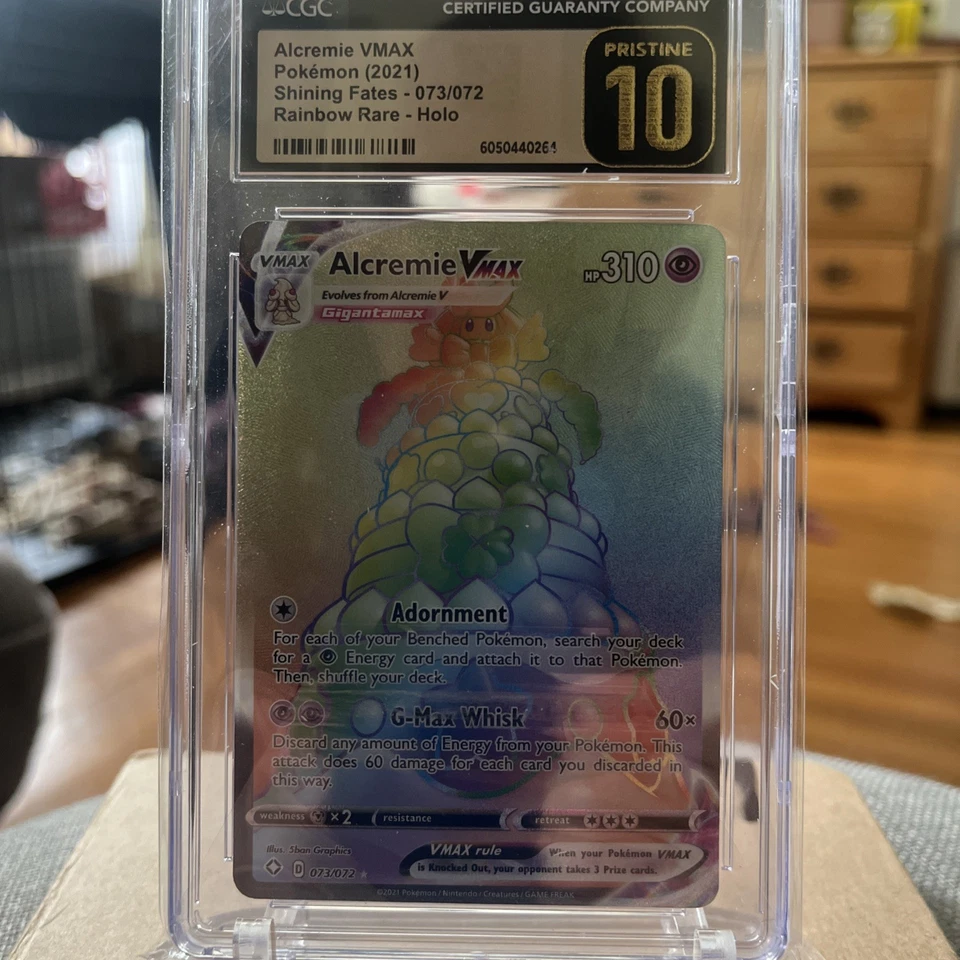 CGC CERTIFIED GUARANTY COMPANY
Alcremie VMAX
Pokémon (2021)
Shining Fates - 073/072
Rainbow Rare - Holo
6050440264
PRISTINE
10
VMAX Alcremie VMAX HP 310
Evolves from Alcremie V
Gigantamax
Adornment
For each of your Benched Pokémon, search your deck
for a Energy card and attach it to that Pokémon.
Then, shuffle your deck.
G-Max Whisk 60×
Discard any amount of Energy from your Pokémon. This
attack does 60 damage for each card you discarded in
this way.
weakness ×2 resistance retreat
Illus. 5ban Graphics
D 073/072
VMAX rule When your Pokémon VMAX
is Knocked Out, your opponent takes 3 Prize cards.
©2021 Pokémon / Nintendo / Creatures / GAME FREAK